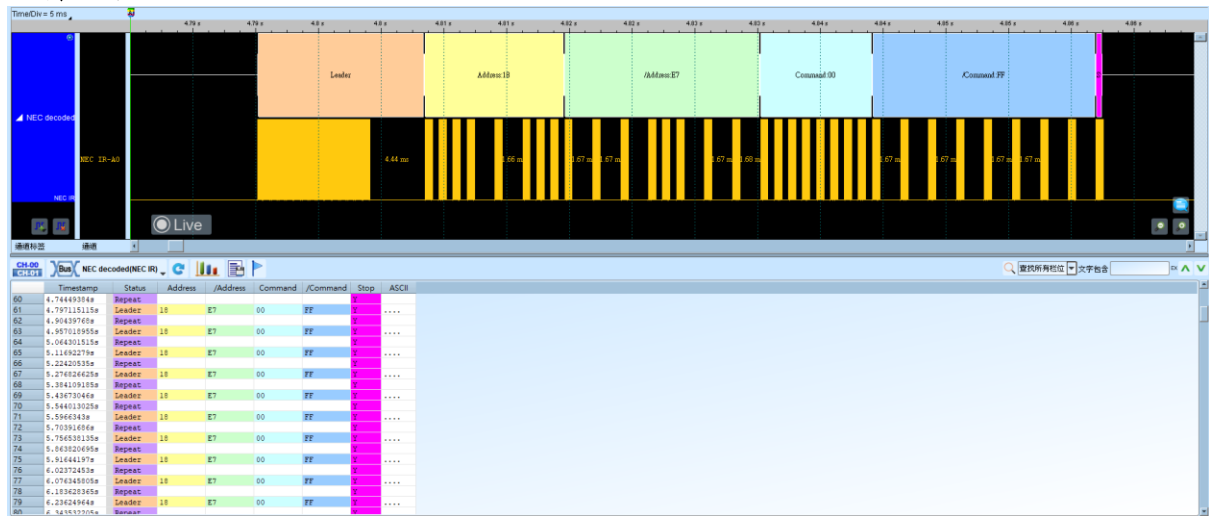 Time/Div= 5 ms
4.79 s 4.79 s 4.8 s 4.8 s 4.81 s 4.81 s 4.82 s 4.82 s 4.83 s 4.83 s 4.84 s 4.84 s 4.85 s 4.85 s 4.86 s
Leader Address:18 /Address:E7 Command:00 /Command:FF
NEC decoded
NEC IR-A0 4.44 ms 1.66 m 1.67 m 1.67 m 1.67 m 1.68 m 1.67 m 1.67 m 1.67 m 1.67 m
NEC IR
Live
通道标签 通道
CH-00
CH-01 Bus NEC decoded(NEC IR) 查找所有栏位 文字包含
Timestamp Status Address /Address Command /Command Stop ASCII
60 4.74449384s Repeat Y
61 4.797115115s Leader 18 E7 00 FF Y ....
62 4.90439768s Repeat Y
63 4.957018955s Leader 18 E7 00 FF Y ....
64 5.064301515s Repeat Y
65 5.11692279s Leader 18 E7 00 FF Y ....
66 5.22420535s Repeat Y
67 5.276826625s Leader 18 E7 00 FF Y ....
68 5.384109185s Repeat Y
69 5.43673046s Leader 18 E7 00 FF Y ....
70 5.544013025s Repeat Y
71 5.5966343s Leader 18 E7 00 FF Y ....
72 5.70391686s Repeat Y
73 5.756538135s Leader 18 E7 00 FF Y ....
74 5.863820695s Repeat Y
75 5.91644197s Leader 18 E7 00 FF Y ....
76 6.02372453s Repeat Y
77 6.076345805s Leader 18 E7 00 FF Y ....
78 6.183628365s Repeat Y
79 6.23624964s Leader 18 E7 00 FF Y ....
80 6.343532205s Repeat